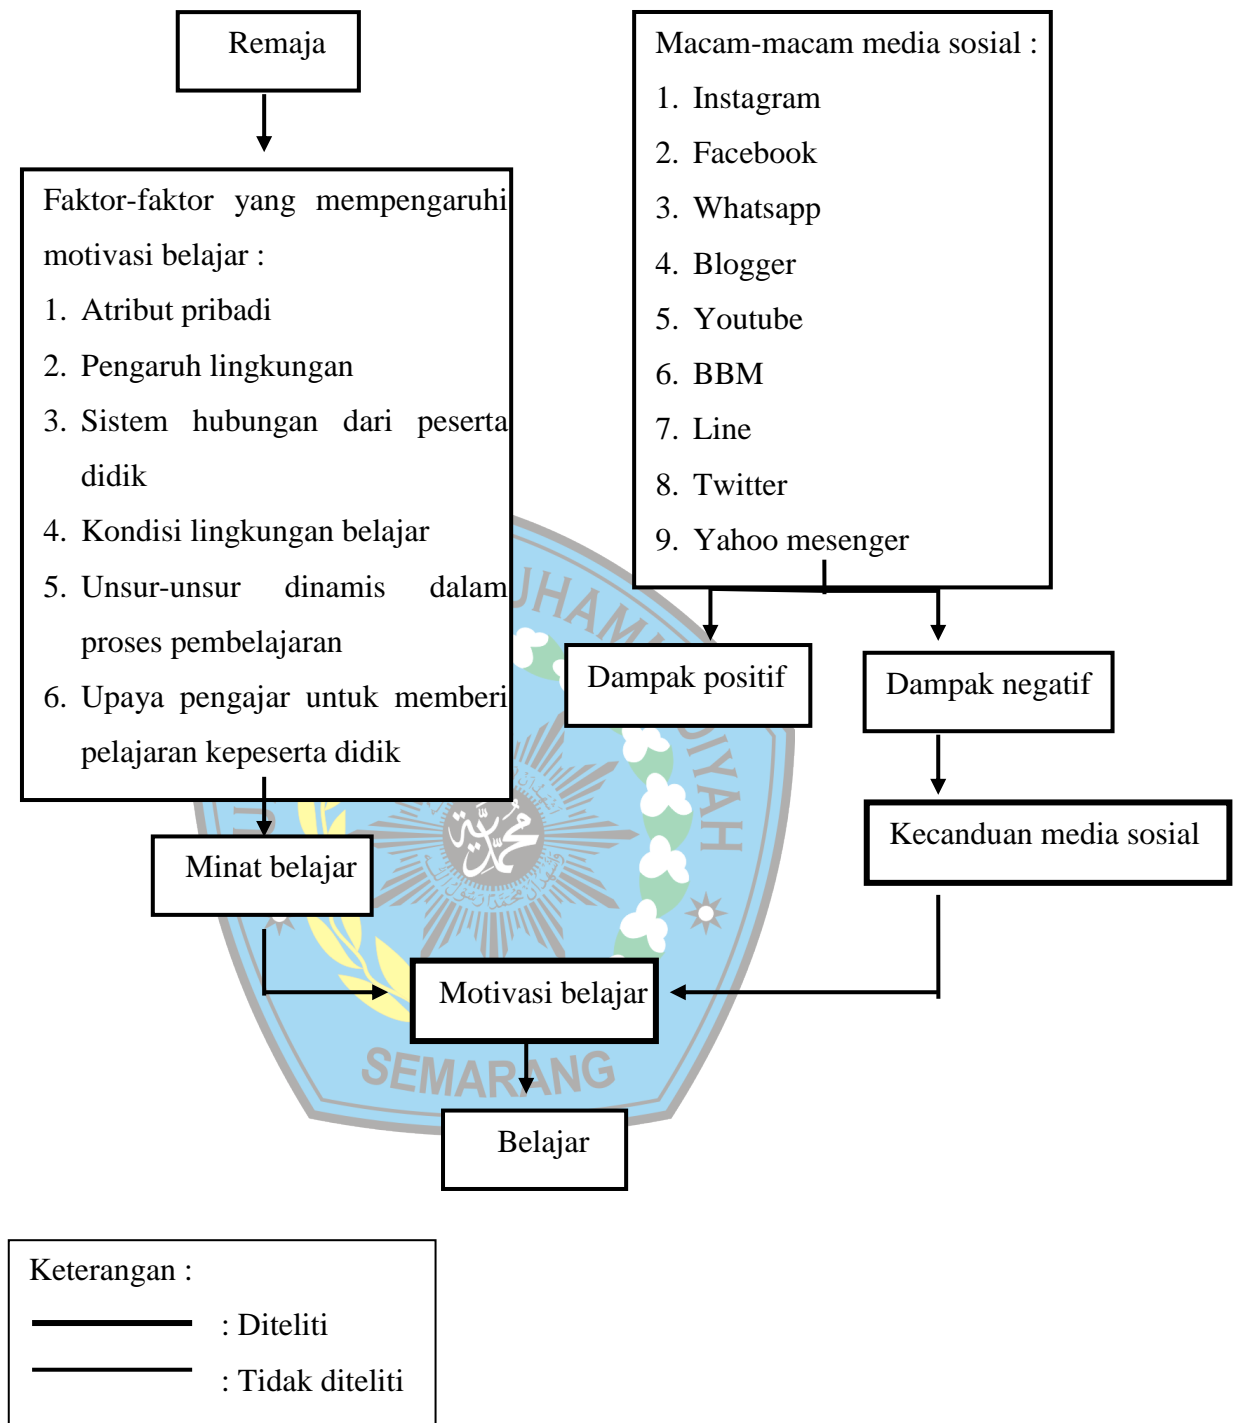 Remaja
Faktor-faktor yang mempengaruhi
motivasi belajar :
1. Atribut pribadi
2. Pengaruh lingkungan
3. Sistem hubungan dari peserta
didik
4. Kondisi lingkungan belajar
5. Unsur-unsur dinamis dalam
proses pembelajaran
6. Upaya pengajar untuk memberi
pelajaran kepeserta didik
Macam-macam media sosial :
1. Instagram
2. Facebook
3. Whatsapp
4. Blogger
5. Youtube
6. BBM
7. Line
8. Twitter
9. Yahoo mesenger
Dampak positif
Dampak negatif
Minat belajar
Kecanduan media sosial
Motivasi belajar
Belajar
SEMARANG
Keterangan :
: Diteliti
: Tidak diteliti